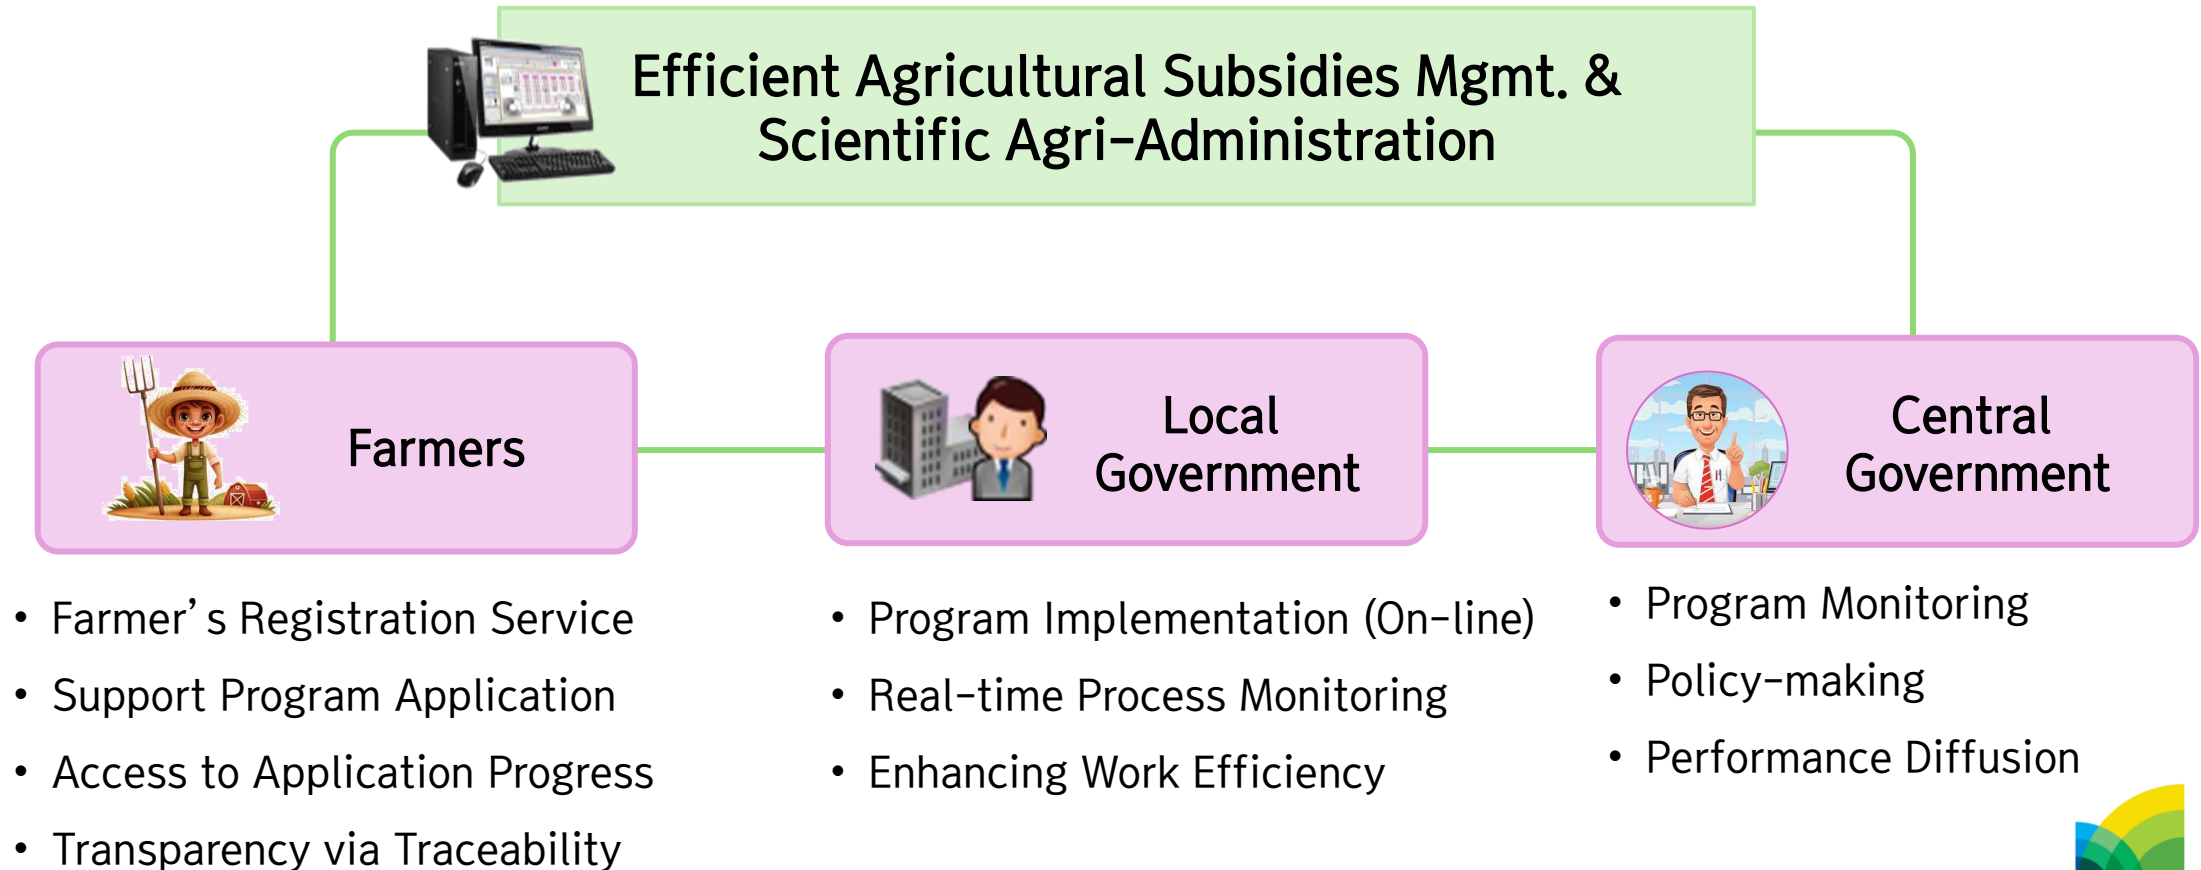 Efficient Agricultural Subsidies Mgmt. &
Scientific Agri-Administration
Farmers
• Farmer's Registration Service
• Support Program Application
• Access to Application Progress
• Transparency via Traceability
Local
Government
• Program Implementation (On-line)
• Real-time Process Monitoring
• Enhancing Work Efficiency
Central
Government
• Program Monitoring
• Policy-making
• Performance Diffusion